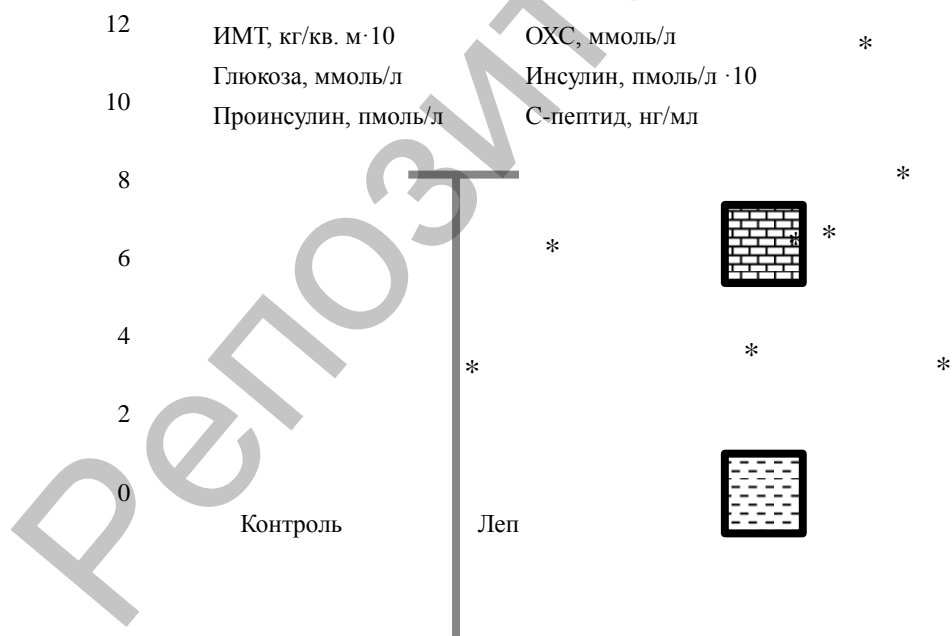 12
ИМТ, кг/кв. м·10 ОХС, ммоль/л
*
Глюкоза, ммоль/л Инсулин, пмоль/л ·10
10
Проинсулин, пмоль/л С-пептид, нг/мл
8
*
6
* * *
4
* * *
2
0
Контроль Леп
Репозит